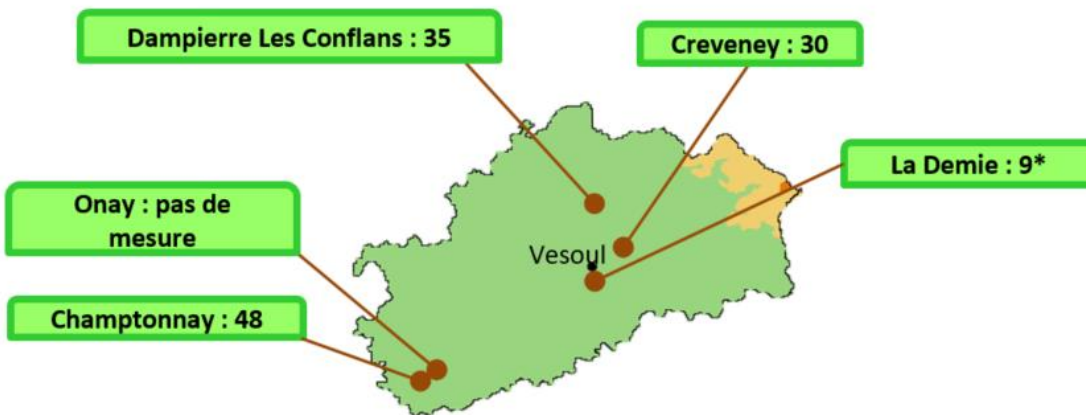 Dampierre Les Conflans : 35
Creveney : 30
La Demie : 9*
Onay : pas de
mesure
Vesoul
Champtonnay : 48